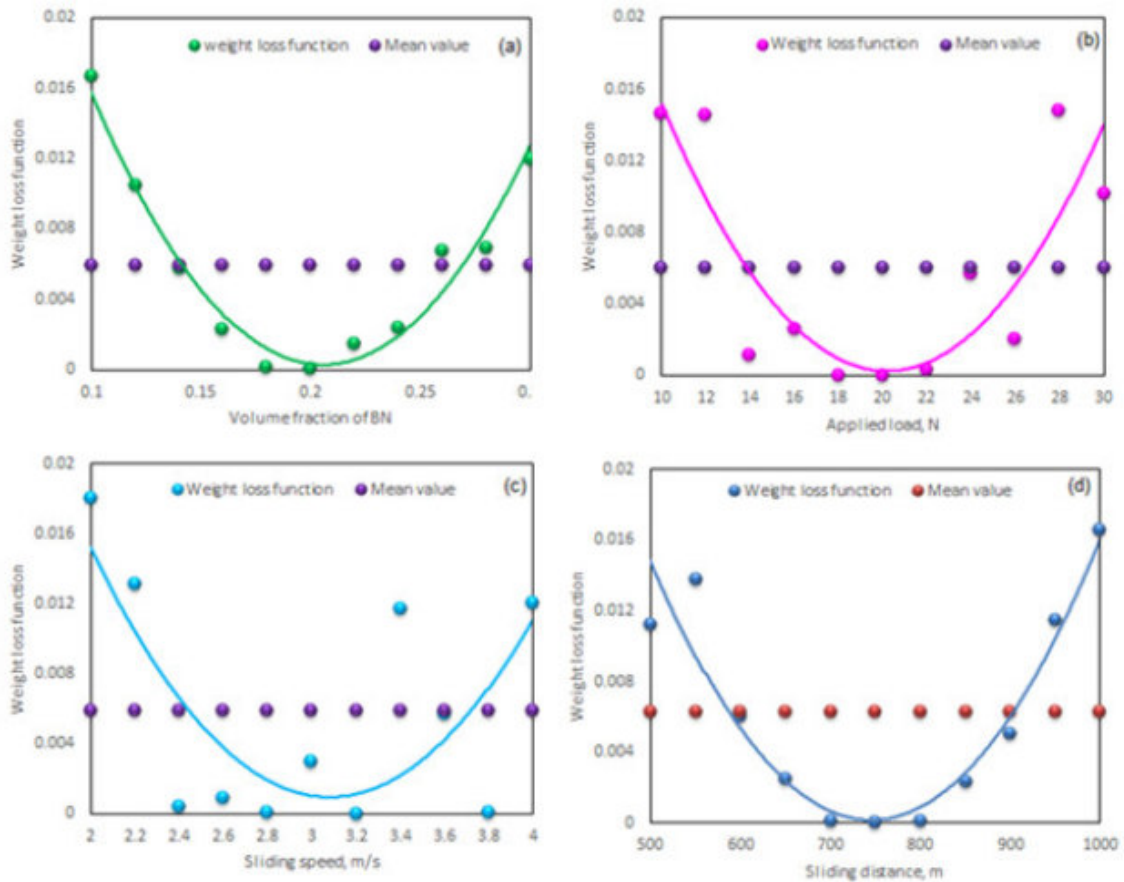 0.02
weight loss function
Mean value
(a)
0.016
0.012
0.008
0.004
0
Weight loss function
0.1
0.15
0.2
0.25
0.
Volume fraction of BN
0.02
Weight loss function
Mean value
(b)
0.016
0.012
0.008
0.004
0
Weight loss function
10
12
14
16
18
20
22
24
26
28
30
Applied load, N
0.02
Weight loss function
Mean value
(c)
0.016
0.012
0.008
0.004
0
Weight loss function
2
2.2
2.4
2.6
2.8
3
3.2
3.4
3.6
3.8
4
Sliding speed, m/s
0.02
Weight loss function
Mean value
(d)
0.016
0.012
0.008
0.004
0
Weight loss function
500
600
700
800
900
1000
Sliding distance, m